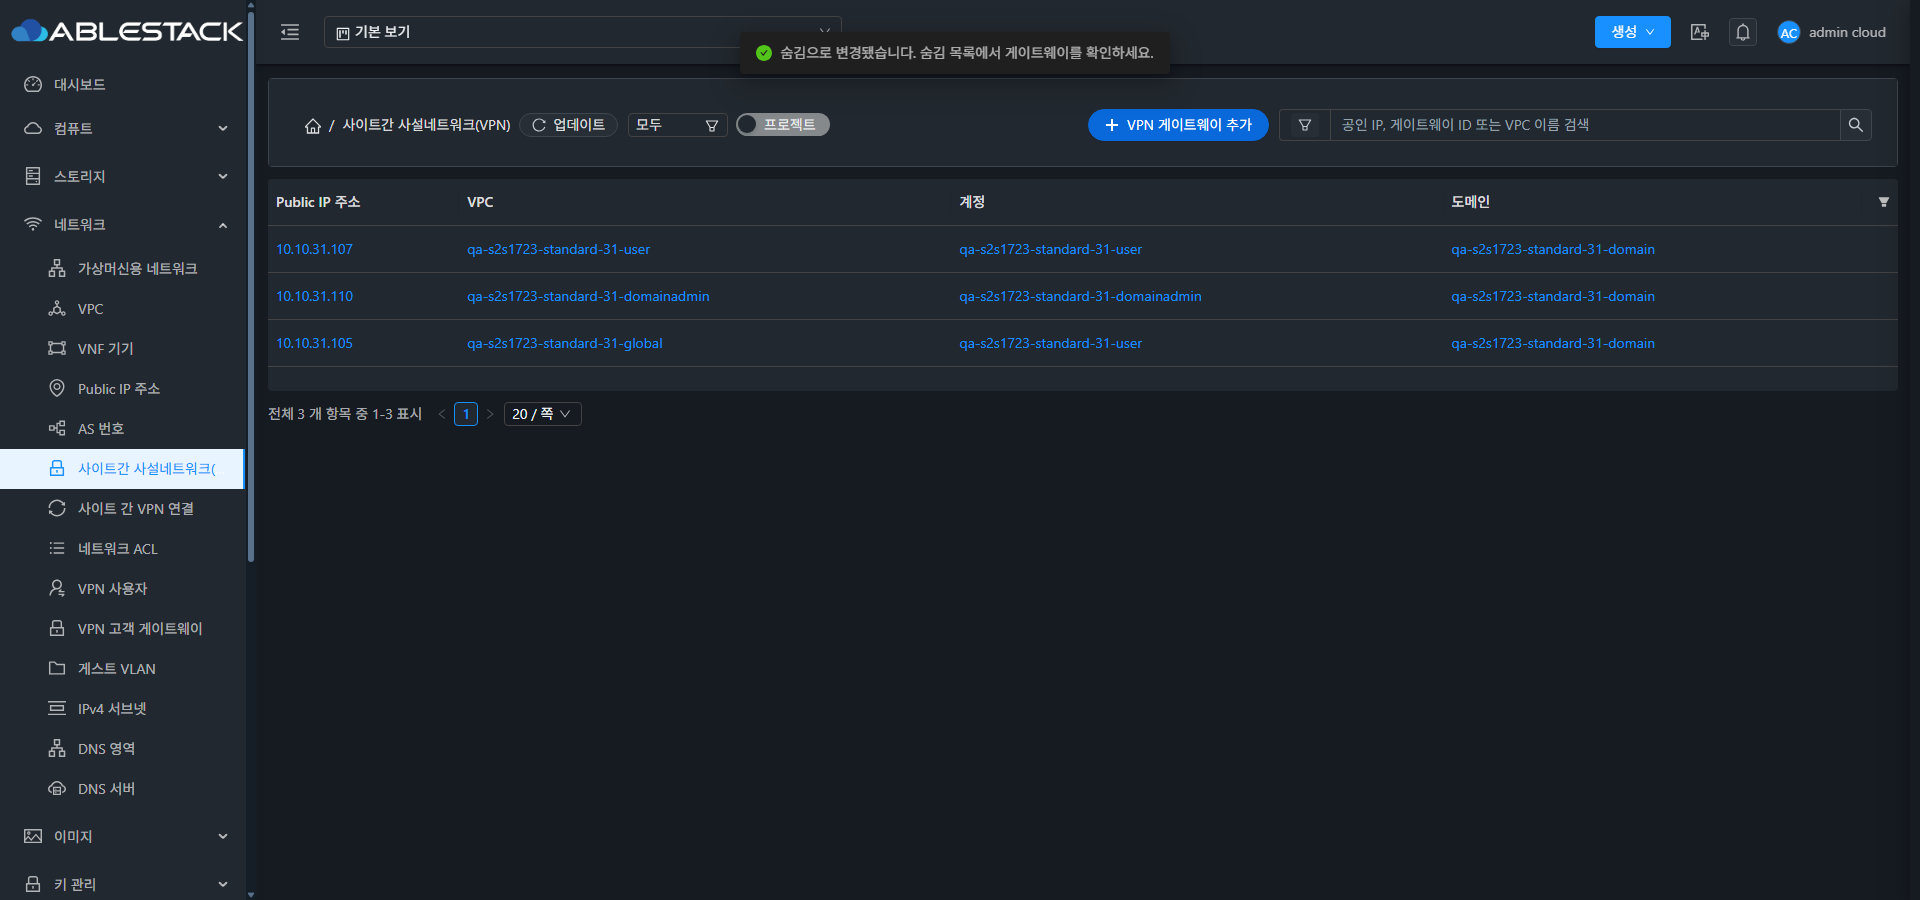 ABLESTACK
기본 보기
생성
AC
admin cloud
숨김으로 변경됐습니다. 숨김 목록에서 게이트웨이를 확인하세요.
대시보드
컴퓨트
스토리지
네트워크
가상머신용 네트워크
VPC
VNF 기기
Public IP 주소
AS 번호
사이트간 사설네트워크(
사이트 간 VPN 연결
네트워크 ACL
VPN 사용자
VPN 고객 게이트웨이
게스트 VLAN
IPv4 서브넷
DNS 영역
DNS 서버
이미지
키 관리
/ 사이트간 사설네트워크(VPN) 업데이트 모두 프로젝트
VPN 게이트웨이 추가
공인 IP, 게이트웨이 ID 또는 VPC 이름 검색
Public IP 주소 VPC 계정 도메인
10.10.31.107 qa-s2s1723-standard-31-user qa-s2s1723-standard-31-user qa-s2s1723-standard-31-domain
10.10.31.110 qa-s2s1723-standard-31-domainadmin qa-s2s1723-standard-31-domainadmin qa-s2s1723-standard-31-domain
10.10.31.105 qa-s2s1723-standard-31-global qa-s2s1723-standard-31-user qa-s2s1723-standard-31-domain
전체 3 개 항목 중 1-3 표시 < 1 > 20 / 쪽